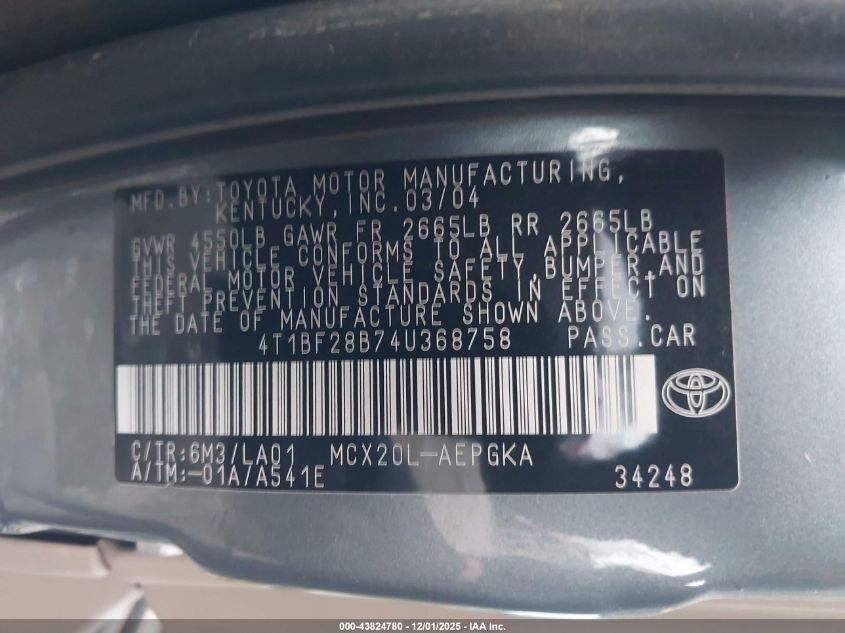 MFD. BY: TOYOTA MOTOR MANUFACTURING,
KENTUCKY, INC. 03/04
GVWR 4550LB GAWR FR 2665LB RR 2665LB
THIS VEHICLE CONFORMS TO ALL APPLICABLE
FEDERAL MOTOR VEHICLE SAFETY, BUMPER, AND
THEFT PREVENTION STANDARDS IN EFFECT ON
THE DATE OF MANUFACTURE SHOWN ABOVE.
4T1BF28B74U368758 PASS. CAR
C/TR: 6M3/LA01 MCX20L-AEPGKA
A/TM: -01A/A541E 34248
000-43824780 - 12/01/2025 - IAA Inc.